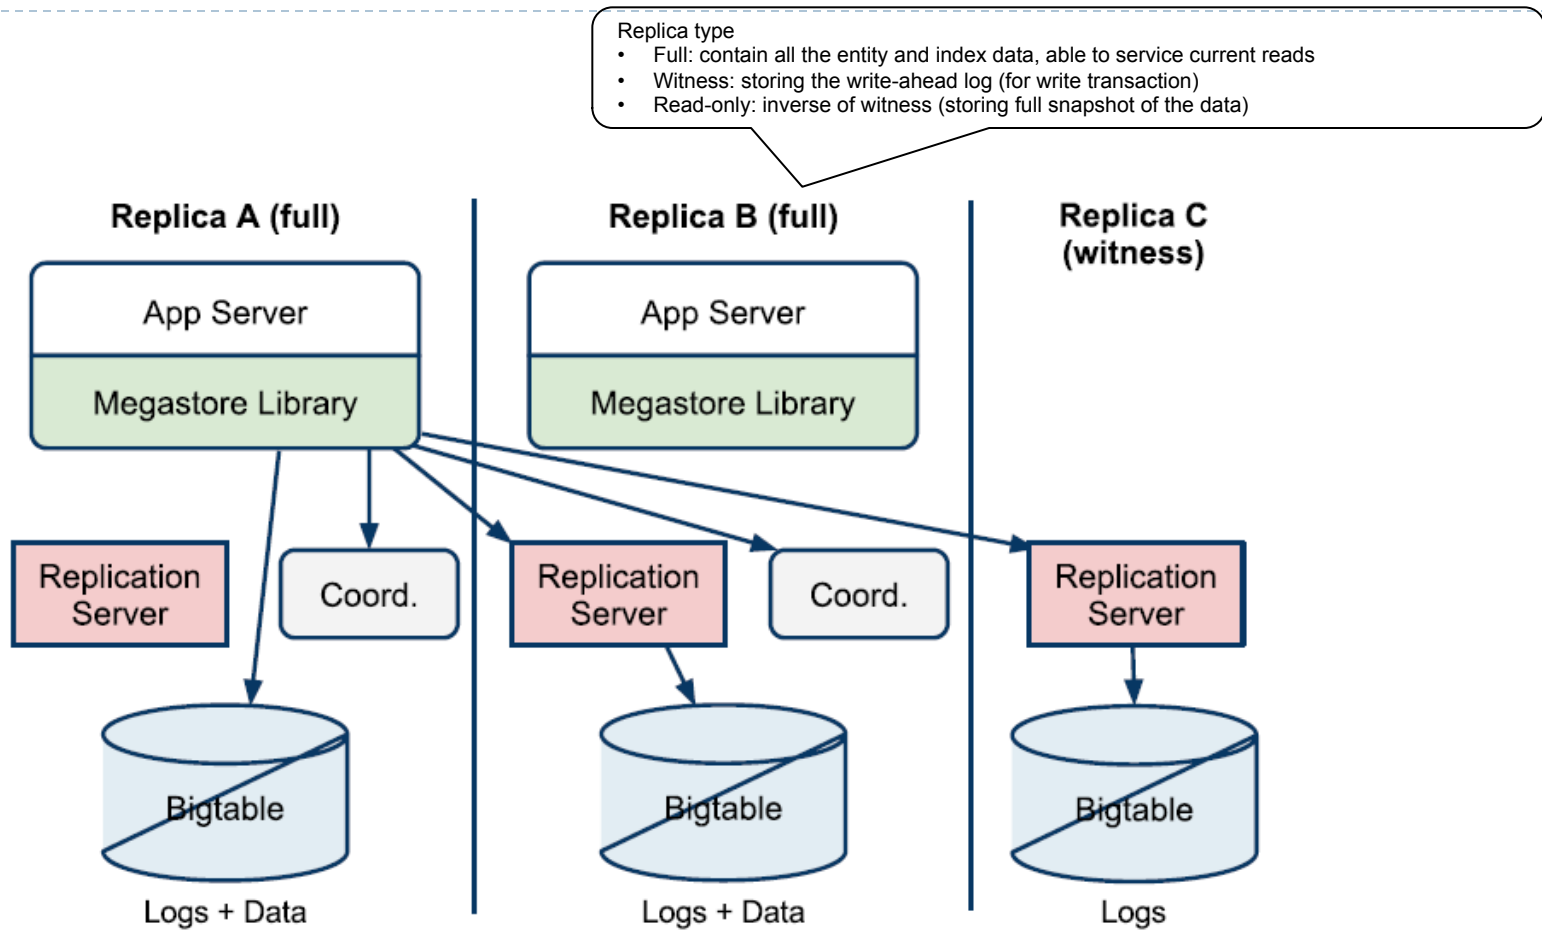 Replica type
• Full: contain all the entity and index data, able to service current reads
• Witness: storing the write-ahead log (for write transaction)
• Read-only: inverse of witness (storing full snapshot of the data)
Replica A (full)
App Server
Megastore Library
Replication
Server
Coord.
Bigtable
Logs + Data
Replica B (full)
App Server
Megastore Library
Replication
Server
Coord.
Bigtable
Logs + Data
Replica C
(witness)
Replication
Server
Bigtable
Logs